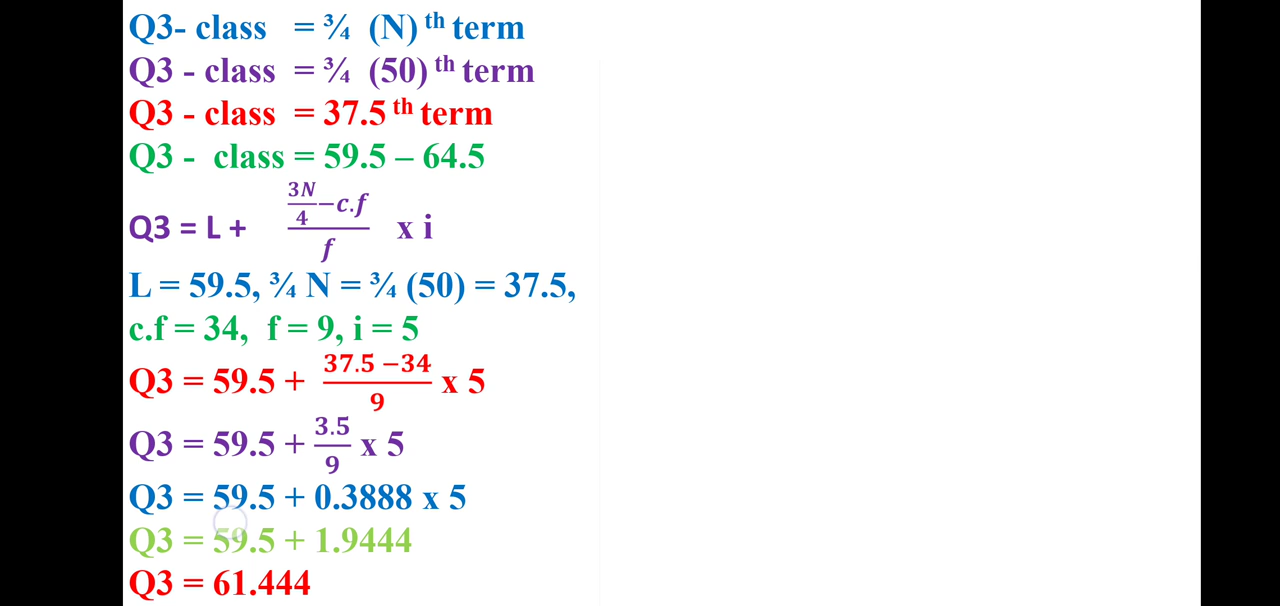 Q3- class = ¾ (N) th term
Q3 - class = ¾ (50) th term
Q3 - class = 37.5 th term
Q3 - class = 59.5 – 64.5
Q3 = L + (3N/4 − c.f)/f x i
L = 59.5, ¾ N = ¾ (50) = 37.5,
c.f = 34, f = 9, i = 5
Q3 = 59.5 + (37.5 −34)/9 x 5
Q3 = 59.5 + 3.5/9 x 5
Q3 = 59.5 + 0.3888 x 5
Q3 = 59.5 + 1.9444
Q3 = 61.444